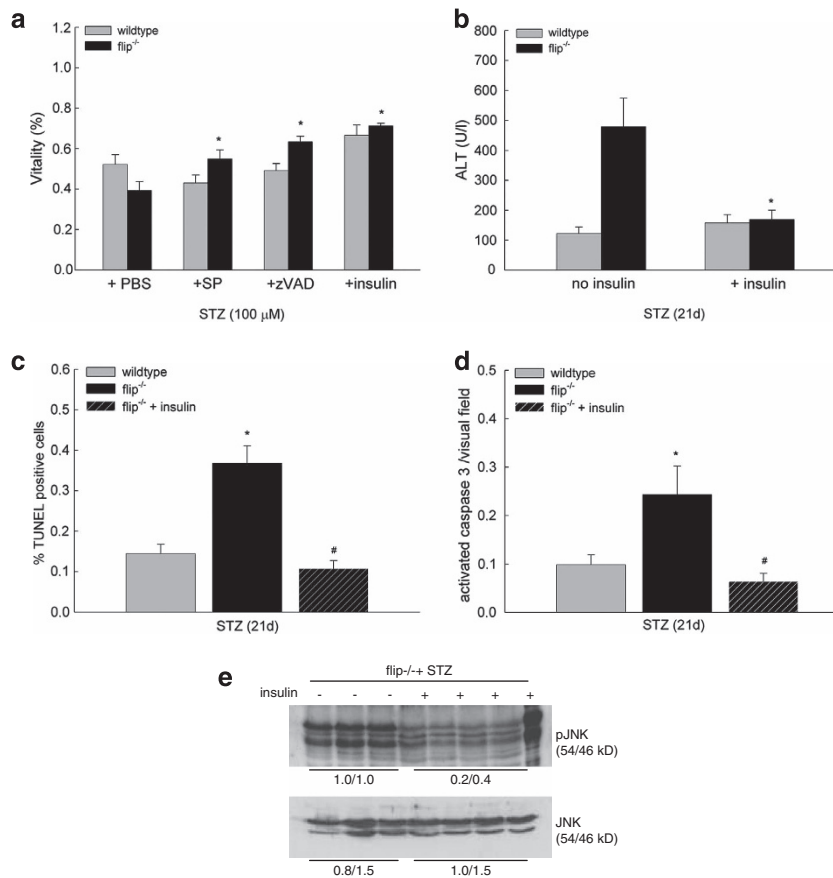 a
wildtype
flip-/-
Vitality (%)
1.2
1.0
0.8
0.6
0.4
0.2
0.0
*
*
*
+ PBS
+SP
+zVAD
+insulin
STZ (100 μM)
b
wildtype
flip-/-
ALT (U/l)
800
700
600
500
400
300
200
100
0
*
no insulin
+ insulin
STZ (21d)
c
wildtype
flip-/-
flip-/- + insulin
% TUNEL positive cells
0.6
0.5
0.4
0.3
0.2
0.1
0.0
*
#
STZ (21d)
d
wildtype
flip-/-
flip-/- + insulin
activated caspase 3 /visual field
0.5
0.4
0.3
0.2
0.1
0.0
*
#
STZ (21d)
e
flip-/-+ STZ
insulin - - - + + + +
pJNK
(54/46 kD)
1.0/1.0 0.2/0.4
JNK
(54/46 kD)
0.8/1.5 1.0/1.5